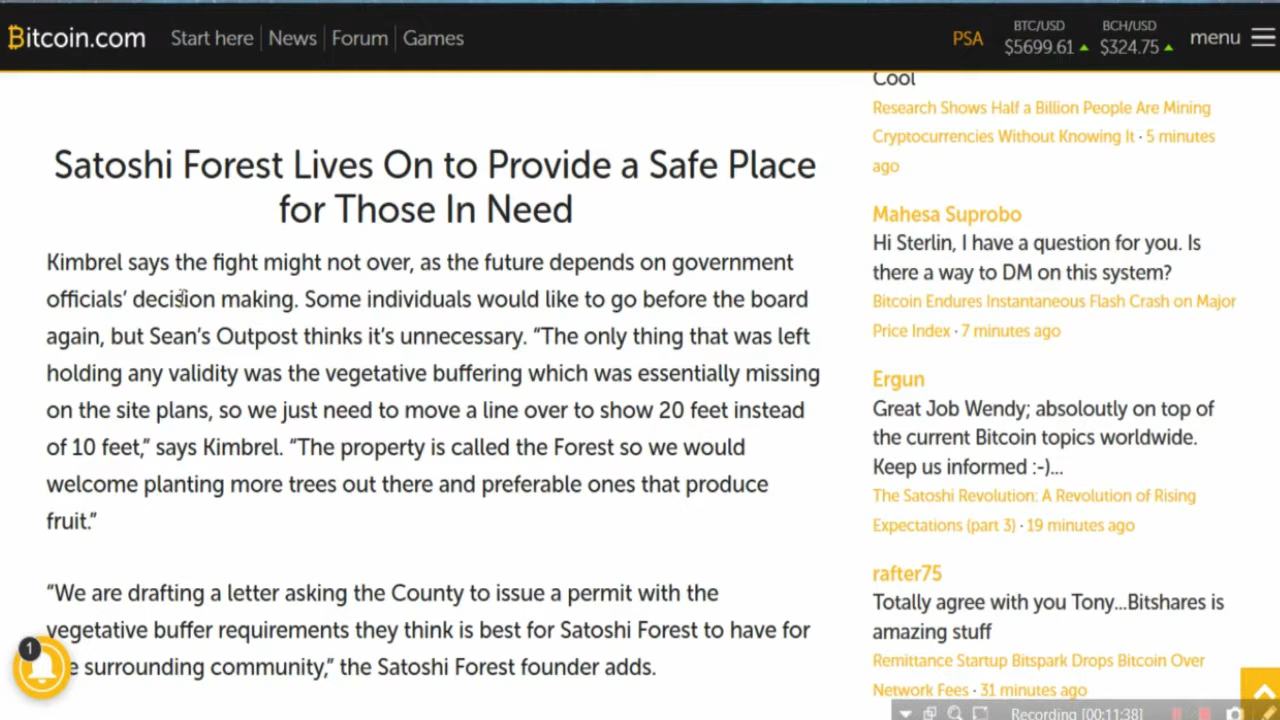 Bitcoin.com
Start here
News
Forum
Games
PSA
BTC/USD
$5699.61
BCH/USD
$324.75
menu
Satoshi Forest Lives On to Provide a Safe Place
for Those In Need
Kimbrel says the fight might not over, as the future depends on government
officials’ decision making. Some individuals would like to go before the board
again, but Sean’s Outpost thinks it’s unnecessary. “The only thing that was left
holding any validity was the vegetative buffering which was essentially missing
on the site plans, so we just need to move a line over to show 20 feet instead
of 10 feet,” says Kimbrel. “The property is called the Forest so we would
welcome planting more trees out there and preferable ones that produce
fruit.”
“We are drafting a letter asking the County to issue a permit with the
vegetative buffer requirements they think is best for Satoshi Forest to have for
e surrounding community,” the Satoshi Forest founder adds.
1
Cool
Research Shows Half a Billion People Are Mining
Cryptocurrencies Without Knowing It · 5 minutes
ago
Mahesa Suprobo
Hi Sterlin, I have a question for you. Is
there a way to DM on this system?
Bitcoin Endures Instantaneous Flash Crash on Major
Price Index · 7 minutes ago
Ergun
Great Job Wendy; absoloutly on top of
the current Bitcoin topics worldwide.
Keep us informed :-)...
The Satoshi Revolution: A Revolution of Rising
Expectations (part 3) · 19 minutes ago
rafter75
Totally agree with you Tony...Bitshares is
amazing stuff
Remittance Startup Bitspark Drops Bitcoin Over
Network Fees · 31 minutes ago
Recording [00:11:38]